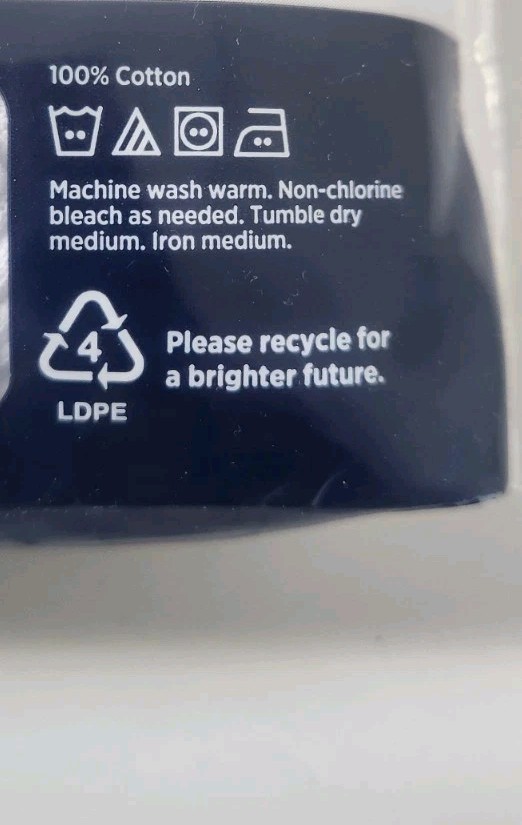 100% Cotton
Machine wash warm. Non-chlorine
bleach as needed. Tumble dry
medium. Iron medium.
4
LDPE
Please recycle for
a brighter future.